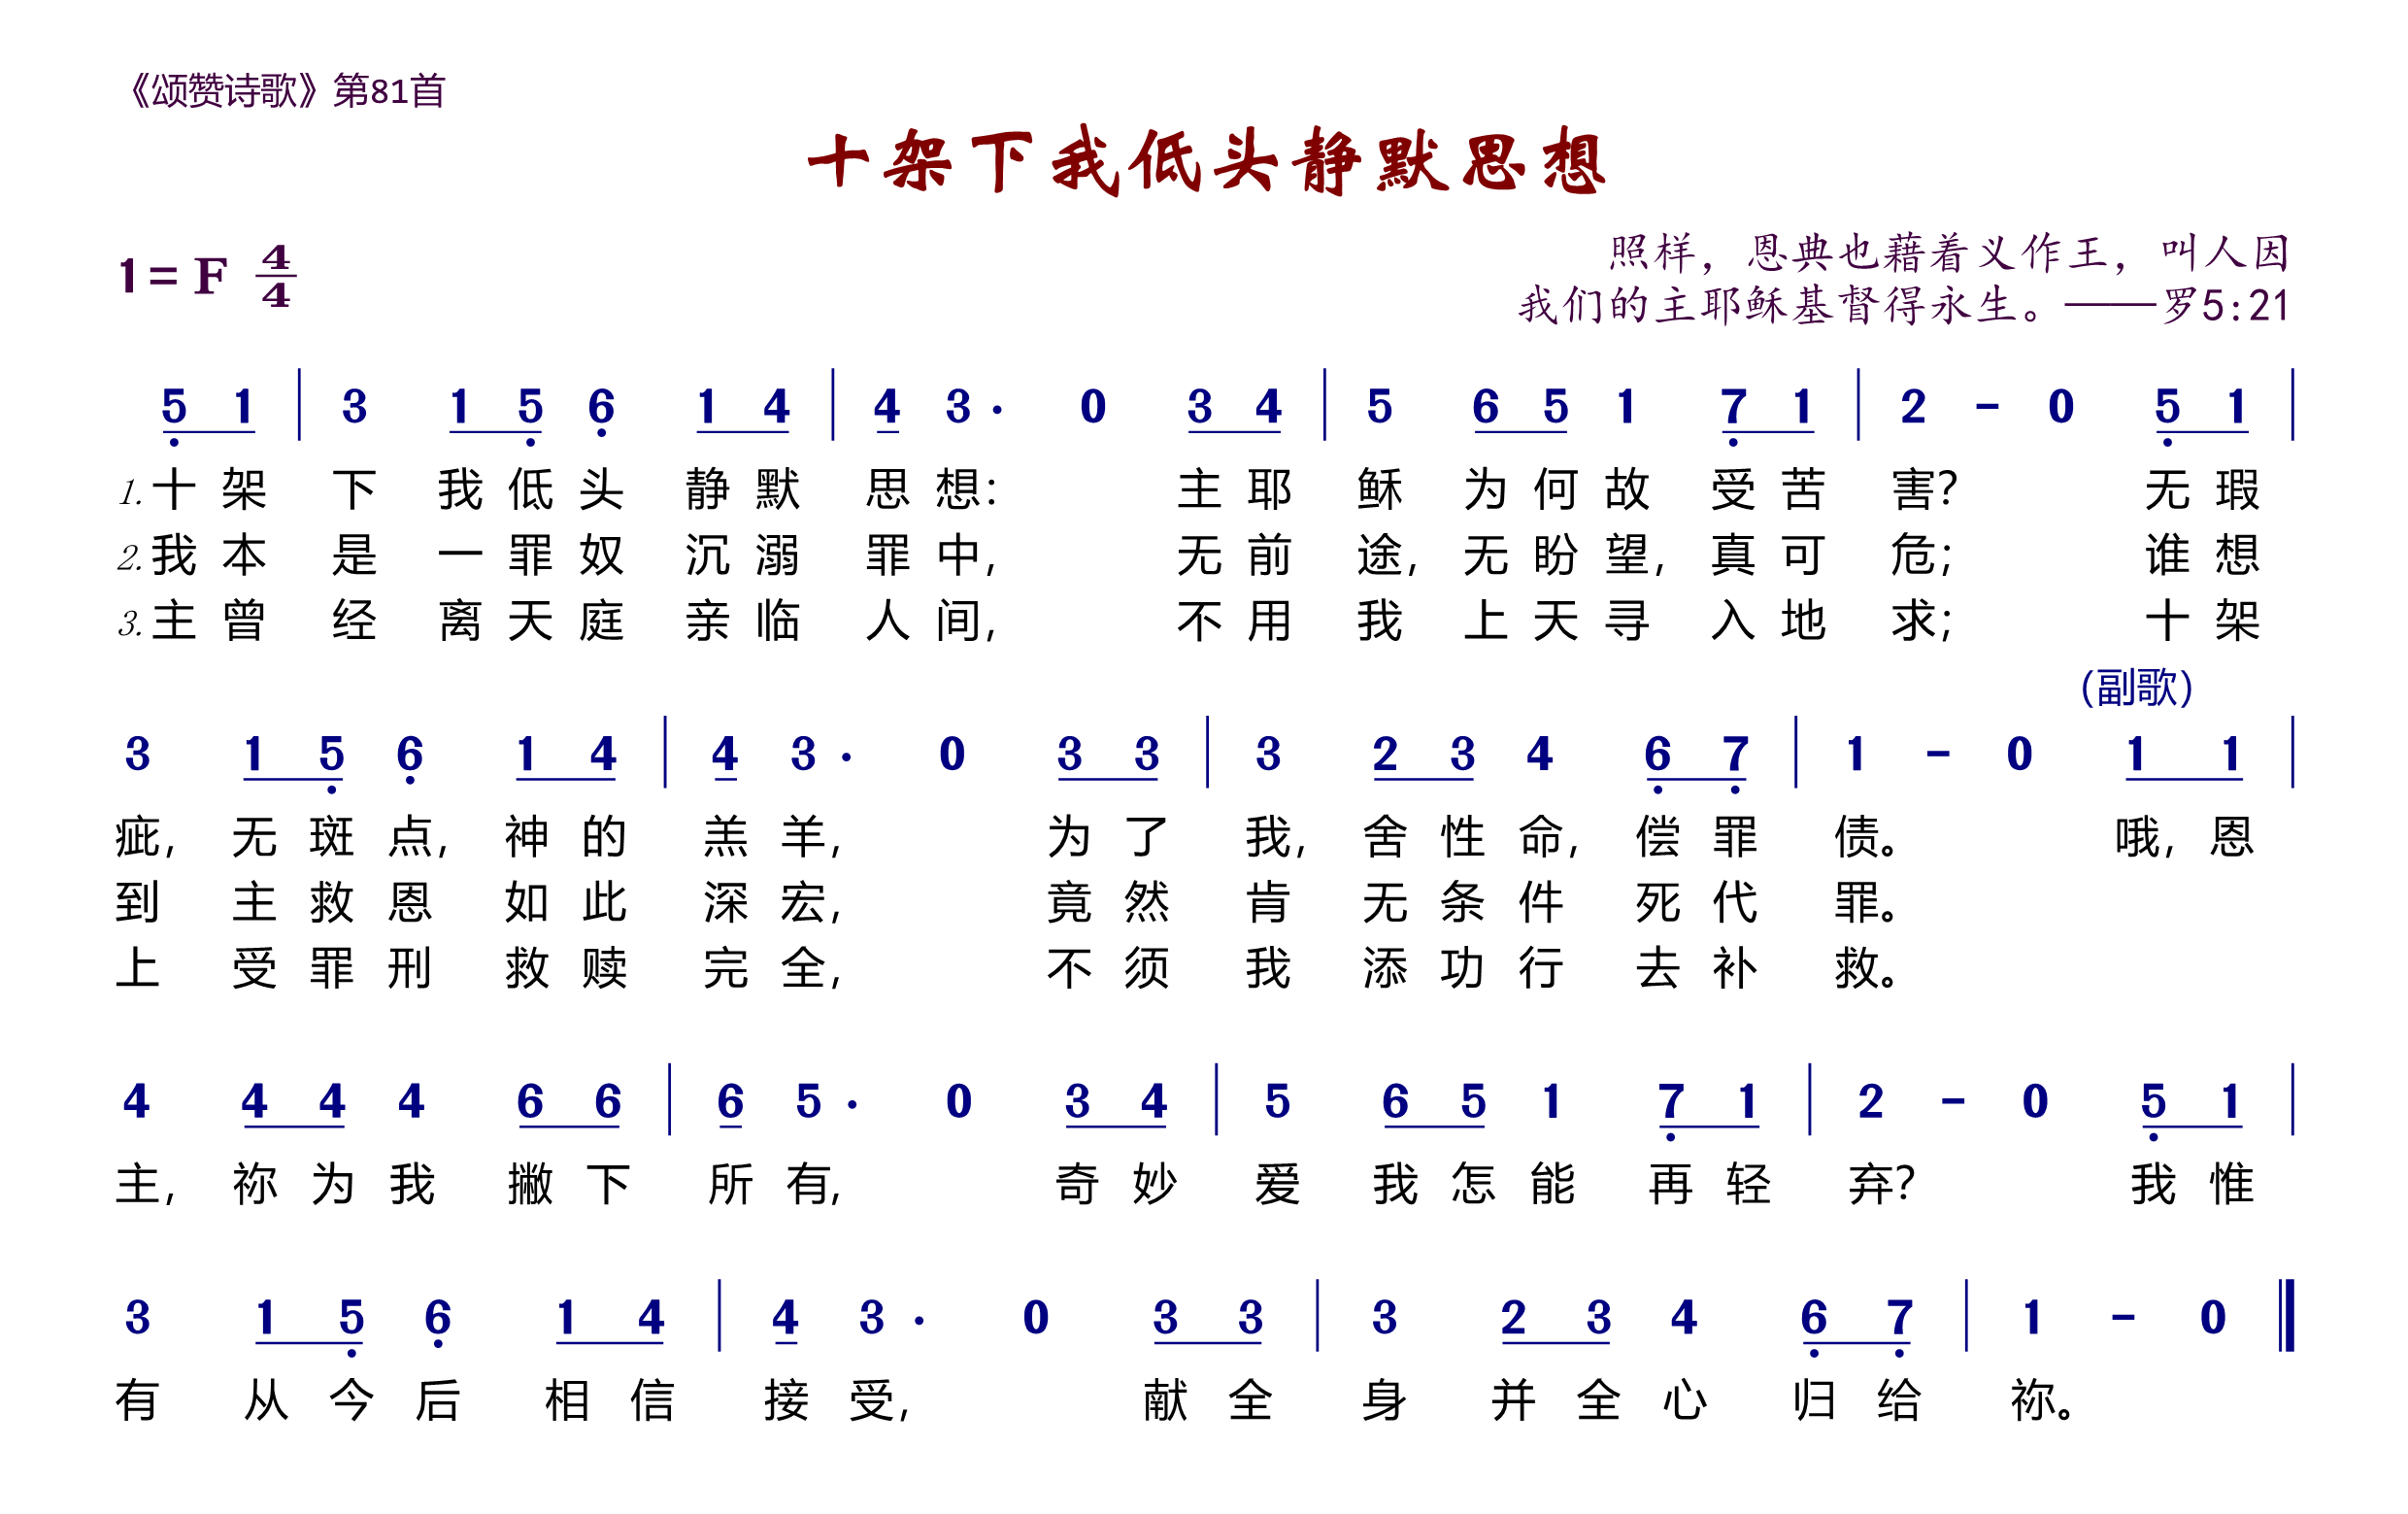 《颂赞诗歌》第81首
十架下我低头静默思想
1= F 4/4
照样，恩典也藉着义作王，叫人因
我们的主耶稣基督得永生。——罗5:21
5 1 | 3 1 5 6 1 4 | 4 3 · 0 3 4 | 5 6 5 1 7 1 | 2 - 0 5 1 |
1. 十架下我低头静默思想： 主耶稣为何故受苦害？ 无瑕
2. 我本是一罪奴沉溺罪中， 无前途，无盼望，真可危； 谁想
3. 主曾经离天庭亲临人间， 不用我上天寻入地求； 十架
(副歌)
3 1 5 6 1 4 | 4 3 · 0 3 3 | 3 2 3 4 6 7 | 1 - 0 1 1 |
疵，无斑点，神的羔羊， 为了我，舍性命，偿罪债。 哦，恩
到主救恩如此深宏， 竟然肯无条件死代罪。
上受罪刑救赎完全， 不须我添功行去补救。
4 4 4 4 6 6 | 6 5 · 0 3 4 | 5 6 5 1 7 1 | 2 - 0 5 1 |
主，祢为我撇下所有， 奇妙爱我怎能再轻弃？ 我惟
3 1 5 6 1 4 | 4 3 · 0 3 3 | 3 2 3 4 6 7 | 1 - 0 ‖
有从今后相信接受， 献全身并全心归给祢。